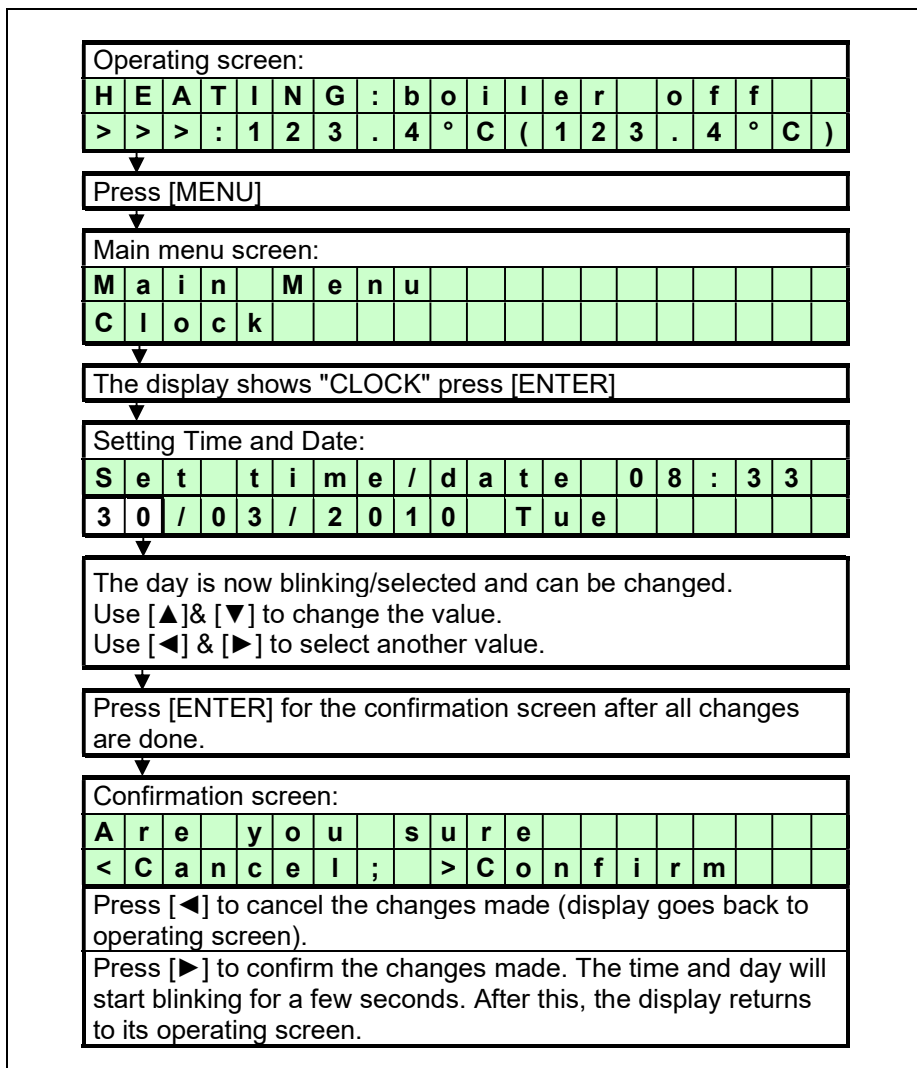 Operating screen:
HEATING:boiler off
>>>:123.4°C(123.4°C)
Press [MENU]
Main menu screen:
Main Menu
Clock
The display shows "CLOCK" press [ENTER]
Setting Time and Date:
Set time/date 08:33
30/03/2010 Tue
The day is now blinking/selected and can be changed.
Use [▲]& [▼] to change the value.
Use [◄] & [►] to select another value.
Press [ENTER] for the confirmation screen after all changes
are done.
Confirmation screen:
Are you sure
<Cancel; >Confirm
Press [◄] to cancel the changes made (display goes back to
operating screen).
Press [►] to confirm the changes made. The time and day will
start blinking for a few seconds. After this, the display returns
to its operating screen.